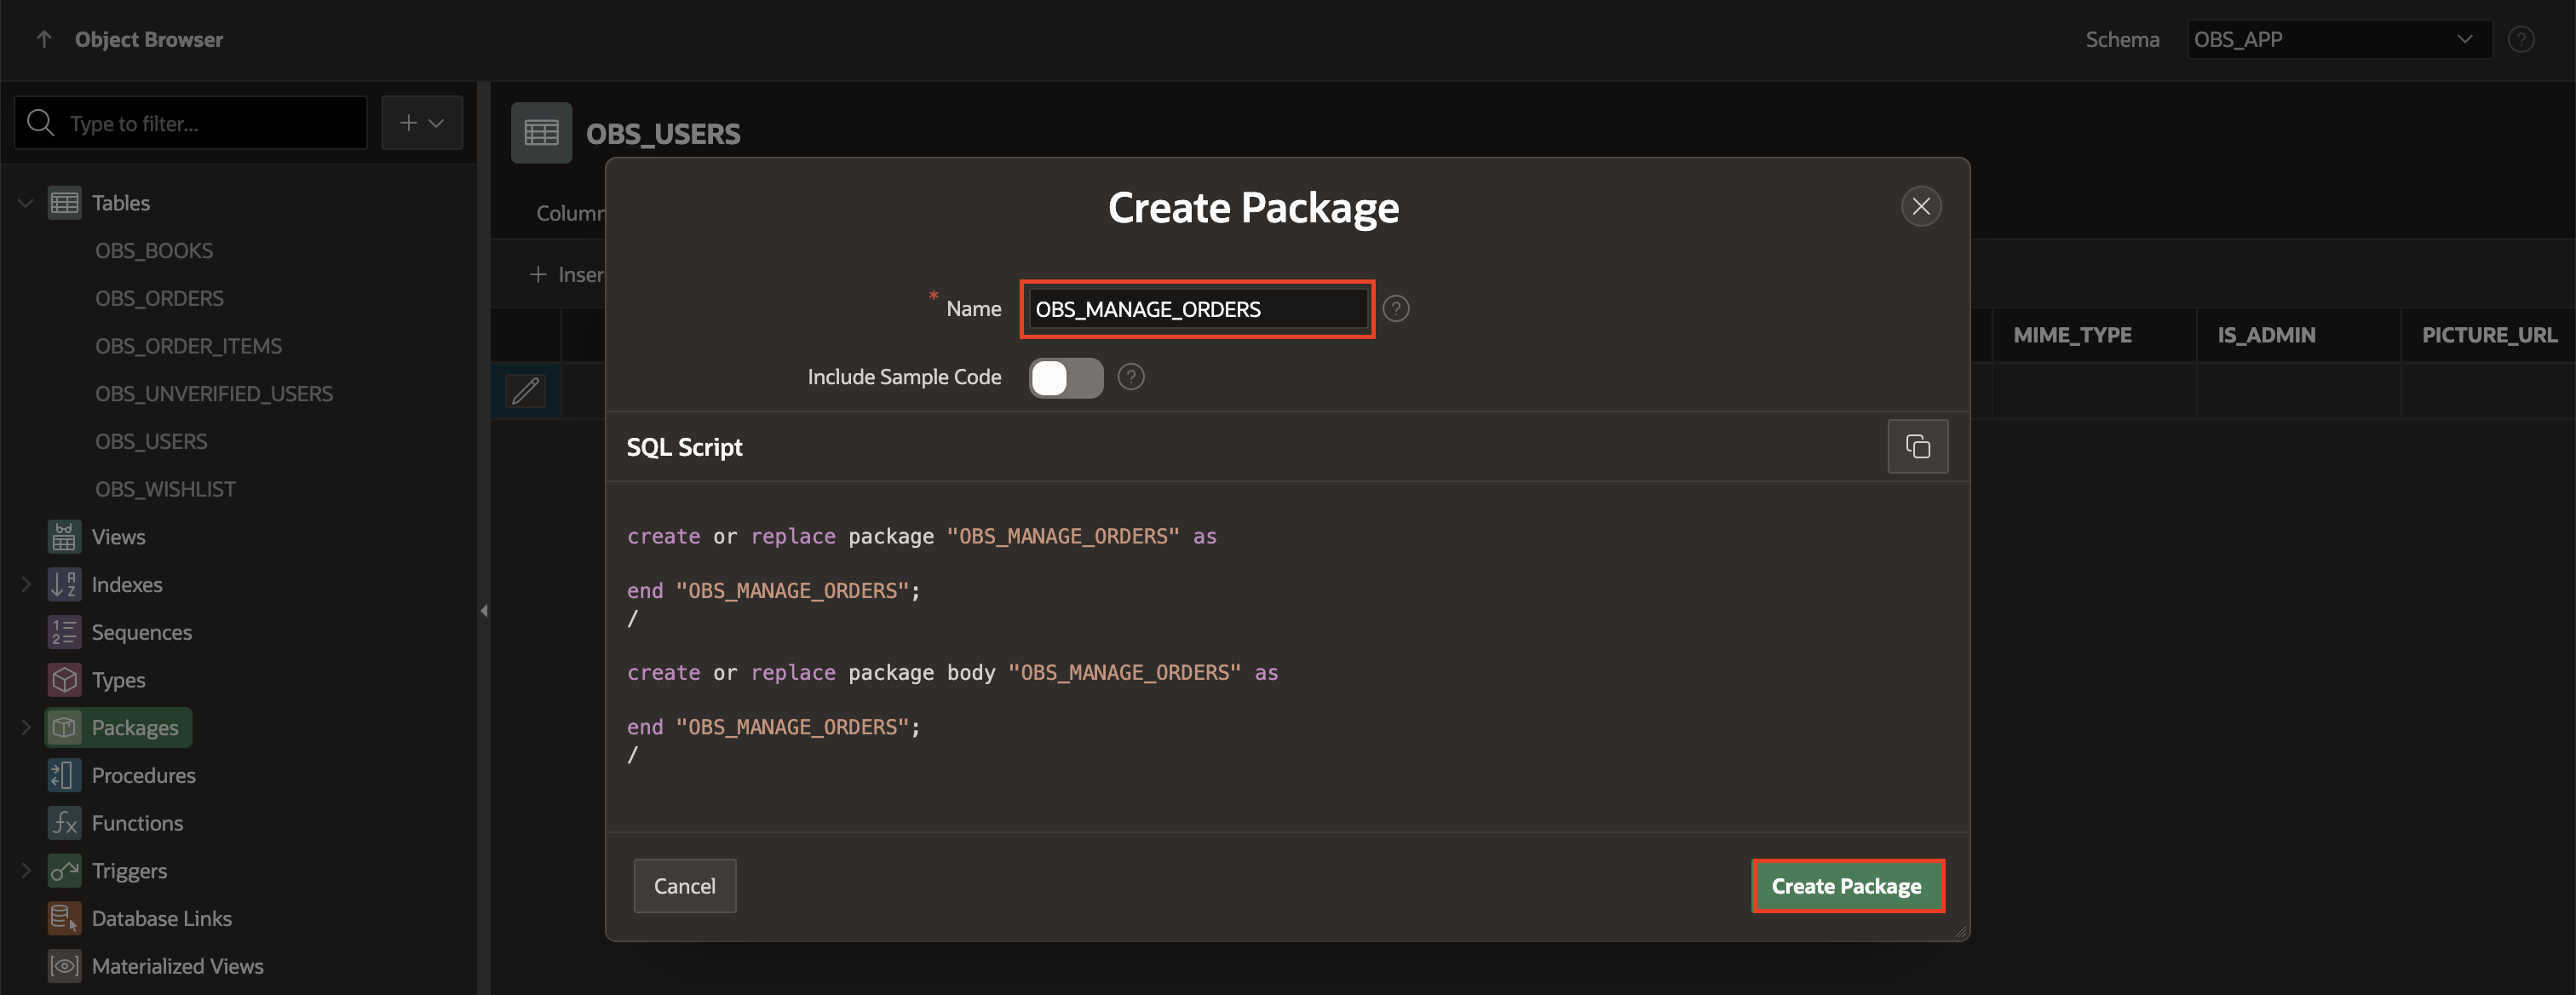 Object Browser
Schema
OBS_APP
?
Type to filter...
Tables
OBS_BOOKS
OBS_ORDERS
OBS_ORDER_ITEMS
OBS_UNVERIFIED_USERS
OBS_USERS
OBS_WISHLIST
Views
Indexes
Sequences
Types
Packages
Procedures
Functions
Triggers
Database Links
Materialized Views
OBS_USERS
Column
+ Inser
MIME_TYPE
IS_ADMIN
PICTURE_URL
Create Package
* Name
OBS_MANAGE_ORDERS
?
Include Sample Code
?
SQL Script
create or replace package "OBS_MANAGE_ORDERS" as
end "OBS_MANAGE_ORDERS";
/
create or replace package body "OBS_MANAGE_ORDERS" as
end "OBS_MANAGE_ORDERS";
/
Cancel
Create Package